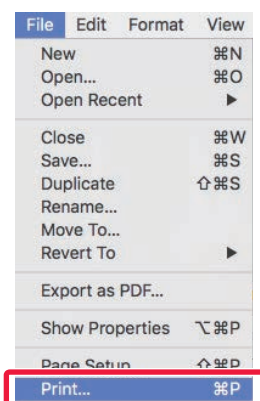 File Edit Format View
New ⌘N
Open... ⌘O
Open Recent ▶
Close ⌘W
Save... ⌘S
Duplicate ⇧⌘S
Rename...
Move To...
Revert To ▶
Export as PDF...
Show Properties ⌥⌘P
Page Setup ⇧⌘P
Print... ⌘P